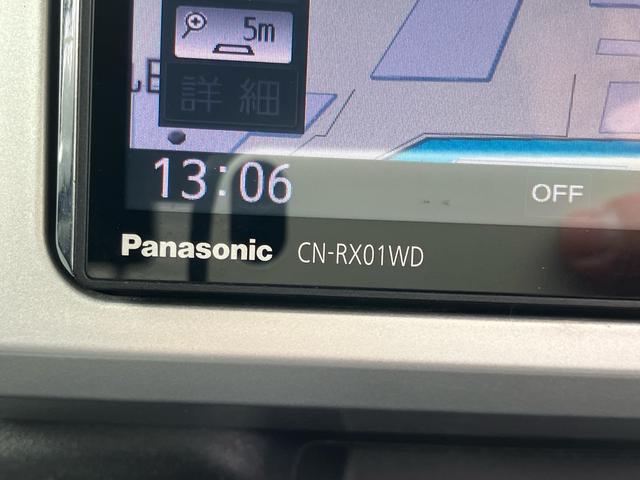 5m
詳細
13:06
OFF
Panasonic CN-RX01WD